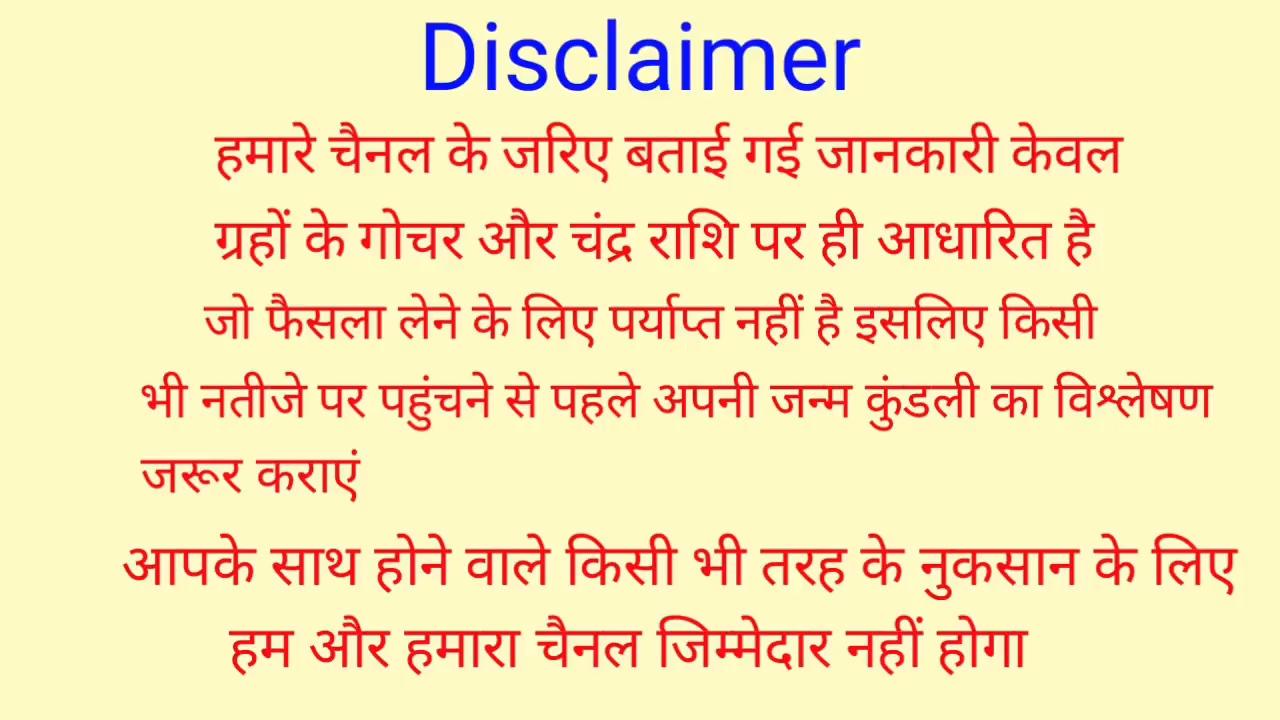 Disclaimer
हमारे चैनल के जरिए बताई गई जानकारी केवल
ग्रहों के गोचर और चंद्र राशि पर ही आधारित है
जो फैसला लेने के लिए पर्याप्त नहीं है इसलिए किसी
भी नतीजे पर पहुंचने से पहले अपनी जन्म कुंडली का विश्लेषण
जरूर कराएं
आपके साथ होने वाले किसी भी तरह के नुकसान के लिए
हम और हमारा चैनल जिम्मेदार नहीं होगा